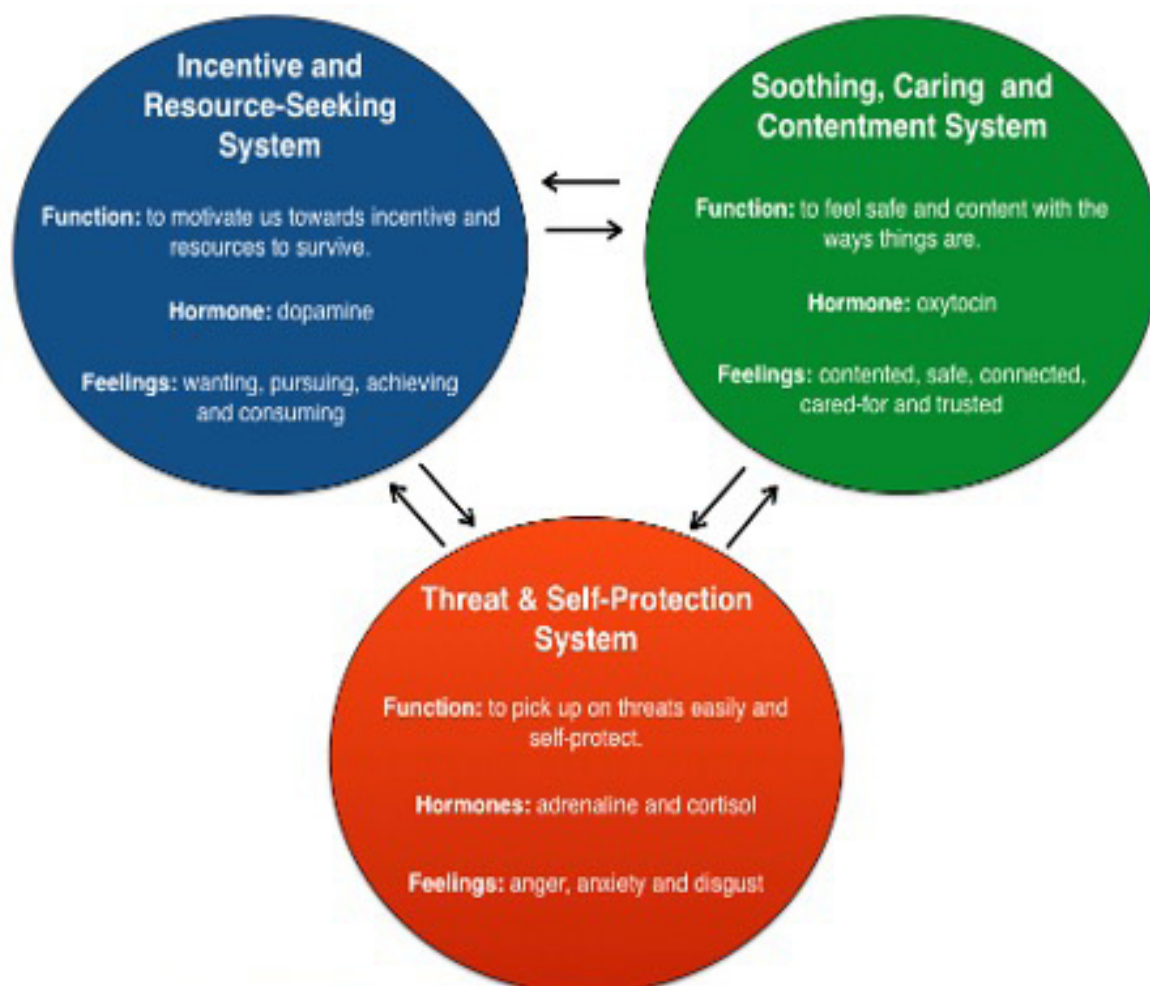 Incentive and
Resource-Seeking
System
Function: to motivate us towards incentive and
resources to survive.
Hormone: dopamine
Feelings: wanting, pursuing, achieving
and consuming
Soothing, Caring and
Contentment System
Function: to feel safe and content with the
ways things are.
Hormone: oxytocin
Feelings: contented, safe, connected,
cared-for and trusted
Threat & Self-Protection
System
Function: to pick up on threats easily and
self-protect.
Hormones: adrenaline and cortisol
Feelings: anger, anxiety and disgust